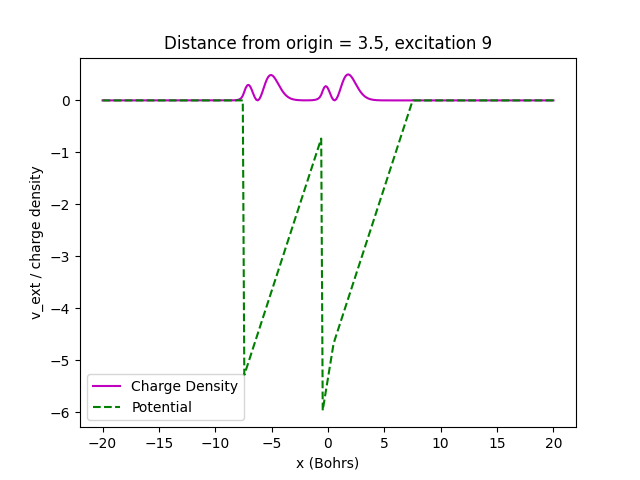 Distance from origin = 3.5, excitation 9
v_ext / charge density
0
−1
−2
−3
−4
−5
−6
Charge Density
Potential
−20 −15 −10 −5 0 5 10 15 20
x (Bohrs)